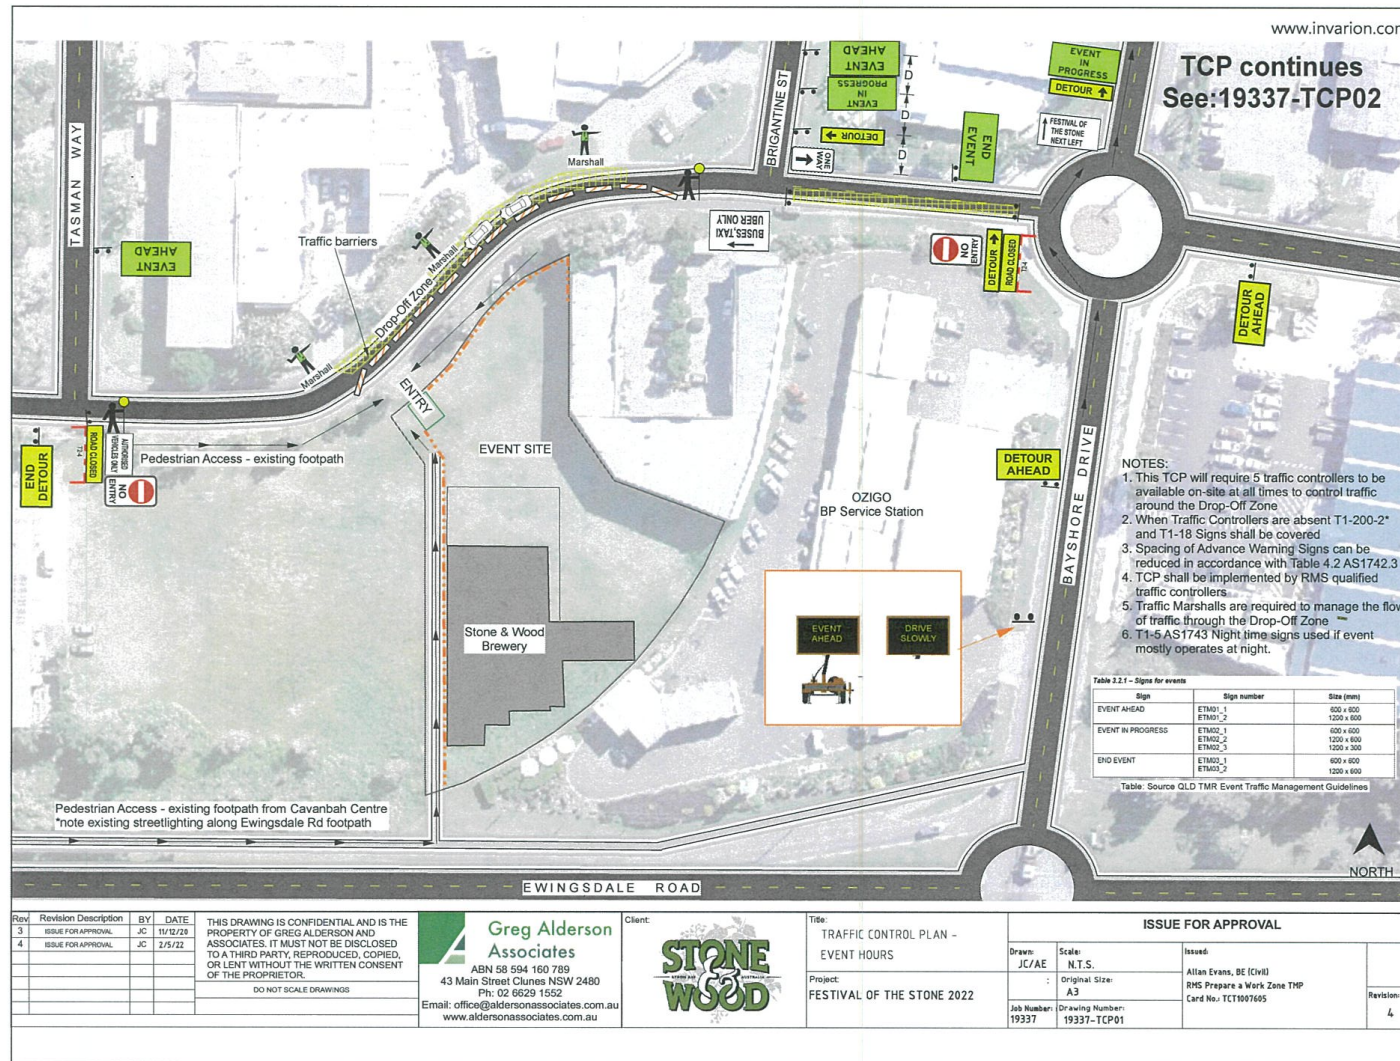 www.invarion.com
TCP continues
See:19337-TCP02
TASMAN WAY
EVENT
AHEAD
Traffic barriers
Marshall
Marshall
Marshall
Drop-Off Zone
BRIGANTINE ST
EVENT
AHEAD
EVENT
IN
PROGRESS
D
D
D
DETOUR
ONE
WAY
END
EVENT
BUSES,TAXI
UBER ONLY
EVENT
IN
PROGRESS
DETOUR
FESTIVAL OF
THE STONE
NEXT LEFT
NO
ENTRY
DETOUR
ROAD CLOSED
T24
DETOUR
AHEAD
ENTRY
EVENT SITE
END
DETOUR
T24
ROAD CLOSED
AUTHORISED
VEHICLES ONLY
NO
ENTRY
Pedestrian Access - existing footpath
DETOUR
AHEAD
OZIGO
BP Service Station
BAYSHORE DRIVE
Stone & Wood
Brewery
EVENT
AHEAD
DRIVE
SLOWLY
NOTES:
1. This TCP will require 5 traffic controllers to be
available on-site at all times to control traffic
around the Drop-Off Zone
2. When Traffic Controllers are absent T1-200-2*
and T1-18 Signs shall be covered
3. Spacing of Advance Warning Signs can be
reduced in accordance with Table 4.2 AS1742.3
4. TCP shall be implemented by RMS qualified
traffic controllers
5. Traffic Marshalls are required to manage the flow
of traffic through the Drop-Off Zone
6. T1-5 AS1743 Night time signs used if event
mostly operates at night.
Table 3.2.1 – Signs for events
Sign Sign number Size (mm)
EVENT AHEAD ETM01_1 600 x 600
ETM01_2 1200 x 600
EVENT IN PROGRESS ETM02_1 600 x 600
ETM02_2 1200 x 600
ETM02_3 1200 x 300
END EVENT ETM03_1 600 x 600
ETM03_2 1200 x 600
Table: Source QLD TMR Event Traffic Management Guidelines
Pedestrian Access - existing footpath from Cavanbah Centre
*note existing streetlighting along Ewingsdale Rd footpath
EWINGSDALE ROAD
NORTH
Rev Revision Description BY DATE
3 ISSUE FOR APPROVAL JC 11/12/20
4 ISSUE FOR APPROVAL JC 2/5/22
THIS DRAWING IS CONFIDENTIAL AND IS THE
PROPERTY OF GREG ALDERSON AND
ASSOCIATES. IT MUST NOT BE DISCLOSED
TO A THIRD PARTY, REPRODUCED, COPIED,
OR LENT WITHOUT THE WRITTEN CONSENT
OF THE PROPRIETOR.
DO NOT SCALE DRAWINGS
Greg Alderson
Associates
ABN 58 594 160 789
43 Main Street Clunes NSW 2480
Ph: 02 6629 1552
Email: office@aldersonassociates.com.au
www.aldersonassociates.com.au
Client:
STONE
&
WOOD
Title:
TRAFFIC CONTROL PLAN -
EVENT HOURS
Project:
FESTIVAL OF THE STONE 2022
ISSUE FOR APPROVAL
Drawn:
JC/AE
Scale:
N.T.S.
:
Original Size:
A3
Job Number:
19337
Drawing Number:
19337-TCP01
Issued:
Allan Evans, BE (Civil)
RMS Prepare a Work Zone TMP
Card No.: TCT1007605
Revision:
4